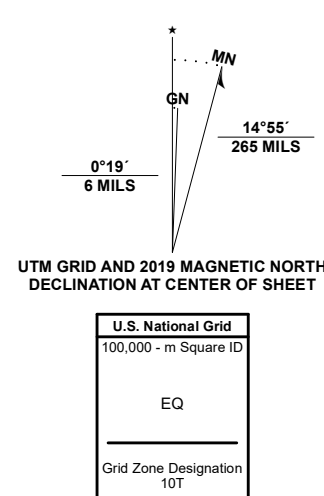 ★
MN
GN
14°55´
265 MILS
0°19´
6 MILS
UTM GRID AND 2019 MAGNETIC NORTH
DECLINATION AT CENTER OF SHEET
U.S. National Grid
100,000 - m Square ID
EQ
Grid Zone Designation
10T